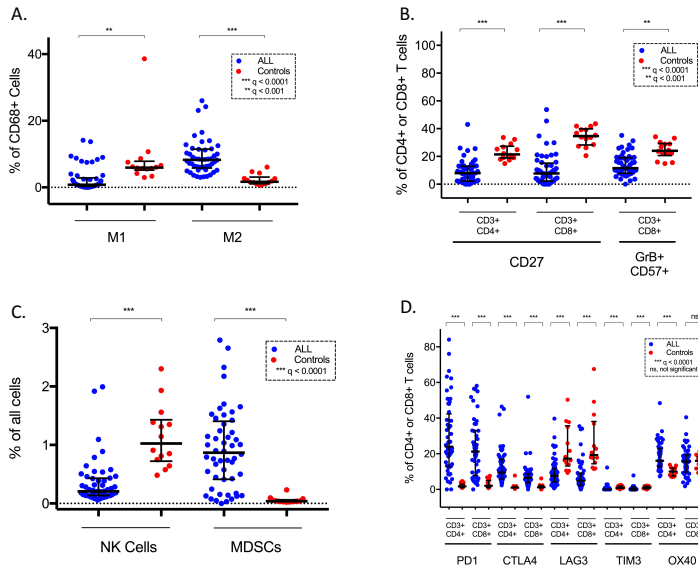 A.
% of CD68+ Cells
40
20
0
**
***
ALL
Controls
*** q < 0.0001
** q < 0.001
M1
M2
B.
% of CD4+ or CD8+ T cells
100
80
60
40
20
0
***
***
**
ALL
Controls
*** q < 0.0001
** q < 0.001
CD3+
CD4+
CD3+
CD8+
CD3+
CD8+
CD27
GrB+
CD57+
C.
% of all cells
3
2
1
0
***
***
ALL
Controls
*** q < 0.0001
NK Cells
MDSCs
D.
% of CD4+ or CD8+ T cells
80
60
40
20
0
*** *** *** *** *** *** *** *** *** ns
ALL
Controls
*** q < 0.0001
ns, not significant
CD3+ CD3+ CD3+ CD3+ CD3+ CD3+ CD3+ CD3+ CD3+ CD3
CD4+ CD8+ CD4+ CD8+ CD4+ CD8+ CD4+ CD8+ CD4+ CD8
PD1 CTLA4 LAG3 TIM3 OX40